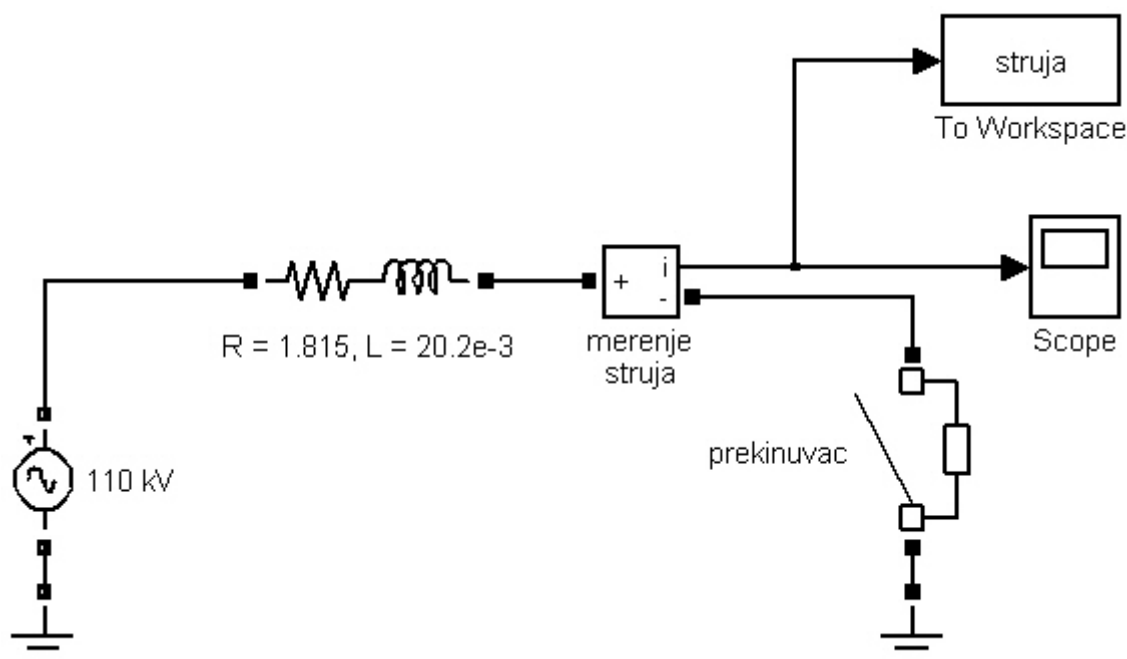 struja
To Workspace
i
+
-
R = 1.815, L = 20.2e-3
merenje
struja
Scope
prekinuvac
+
110 kV